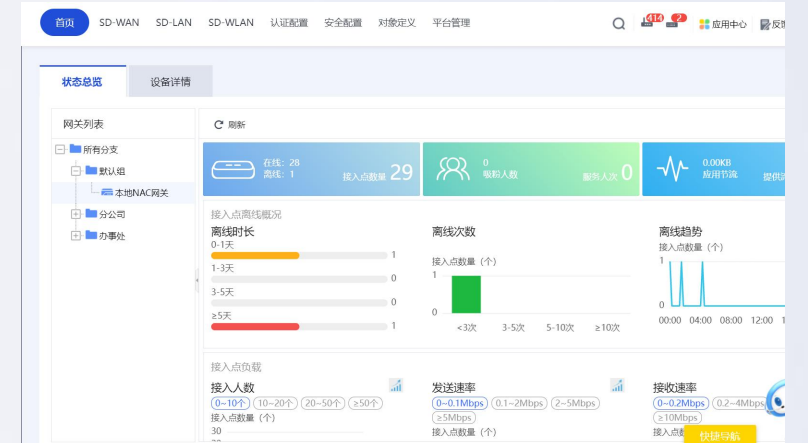 首页 SD-WAN SD-LAN SD-WLAN 认证配置 安全配置 对象定义 平台管理 414 2 应用中心 反馈
状态总览 设备详情
网关列表
所有分支
默认组
本地NAC网关
分公司
办事处
刷新
在线: 28
离线: 1
接入点数量 29
0
吸粉人数
服务人次 0
0.00KB
应用节流
提供流
接入点离线概况
离线时长
0-1天
1
1-3天
0
3-5天
0
≥5天
1
离线次数
接入点数量（个）
1
0
<3次 3-5次 5-10次 ≥10次
离线趋势
接入点数量（个）
1
0
00:00 04:00 08:00 12:00 1
接入点负载
接入人数
0~10个 10~20个 20~50个 ≥50个
接入点数量（个）
30
发送速率
0~0.1Mbps 0.1~2Mbps 2~5Mbps
≥5Mbps
接入点数量（个）
接收速率
0~0.2Mbps 0.2~4Mbps
≥10Mbps
接入点
快捷导航